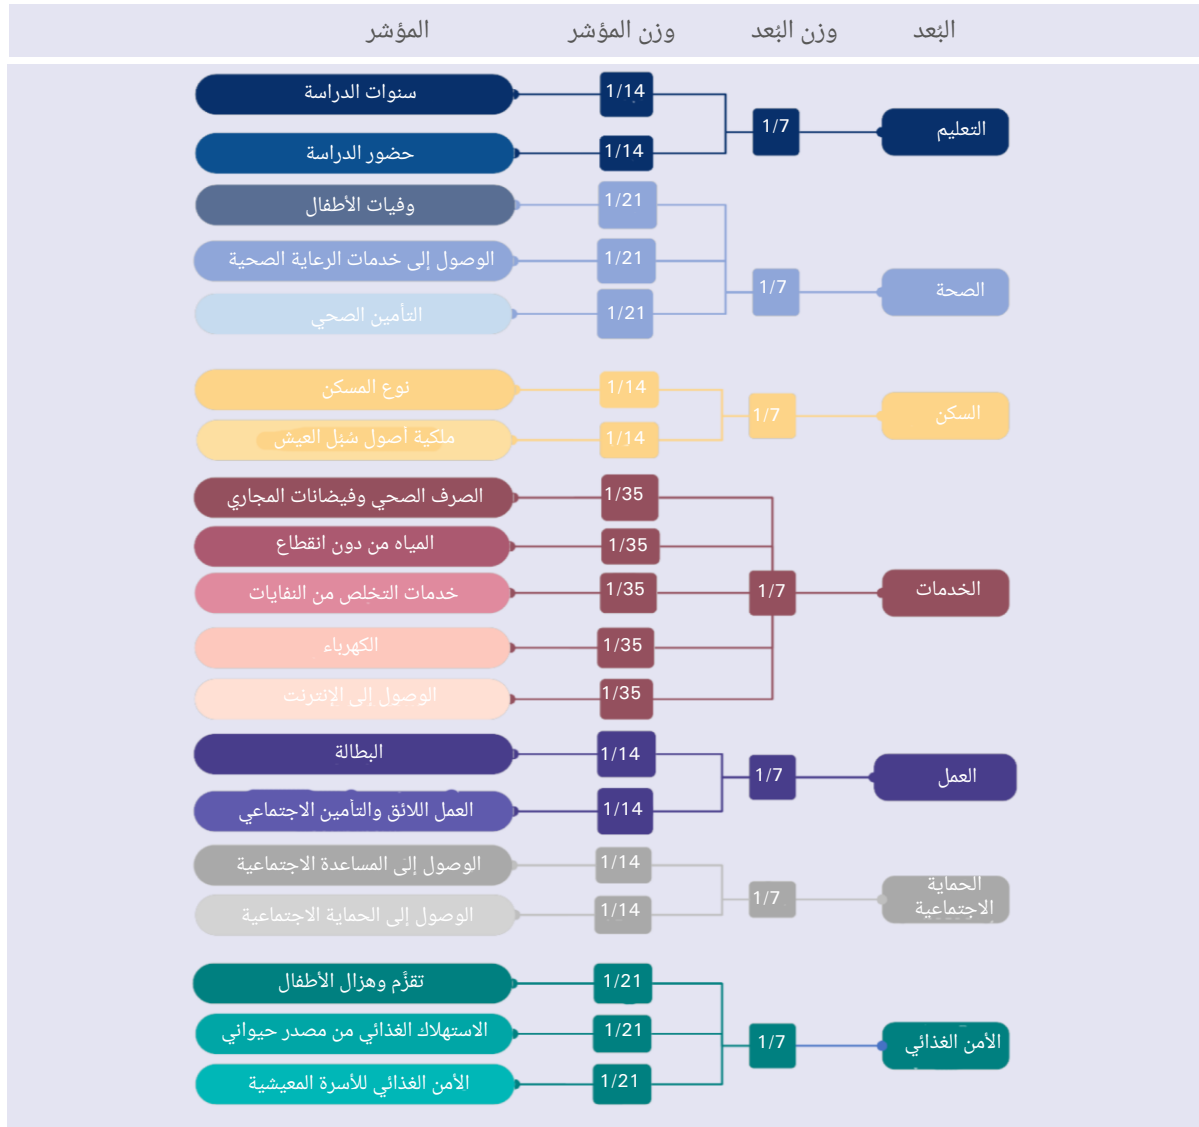 البُعد
وزن البُعد
وزن المؤشر
المؤشر
التعليم
1/7
1/14
سنوات الدراسة
1/14
حضور الدراسة
الصحة
1/7
1/21
وفيات الأطفال
1/21
الوصول إلى خدمات الرعاية الصحية
1/21
التأمين الصحي
السكن
1/7
1/14
نوع المسكن
1/14
ملكية أصول سُبُل العيش
الخدمات
1/7
1/35
الصرف الصحي وفيضانات المجاري
1/35
المياه من دون انقطاع
1/35
خدمات التخلص من النفايات
1/35
الكهرباء
1/35
الوصول إلى الإنترنت
العمل
1/7
1/14
البطالة
1/14
العمل اللائق والتأمين الاجتماعي
الحماية
الاجتماعية
1/7
1/14
الوصول إلى المساعدة الاجتماعية
1/14
الوصول إلى الحماية الاجتماعية
الأمن الغذائي
1/7
1/21
تقزَّم وهزال الأطفال
1/21
الاستهلاك الغذائي من مصدر حيواني
1/21
الأمن الغذائي للأسرة المعيشية